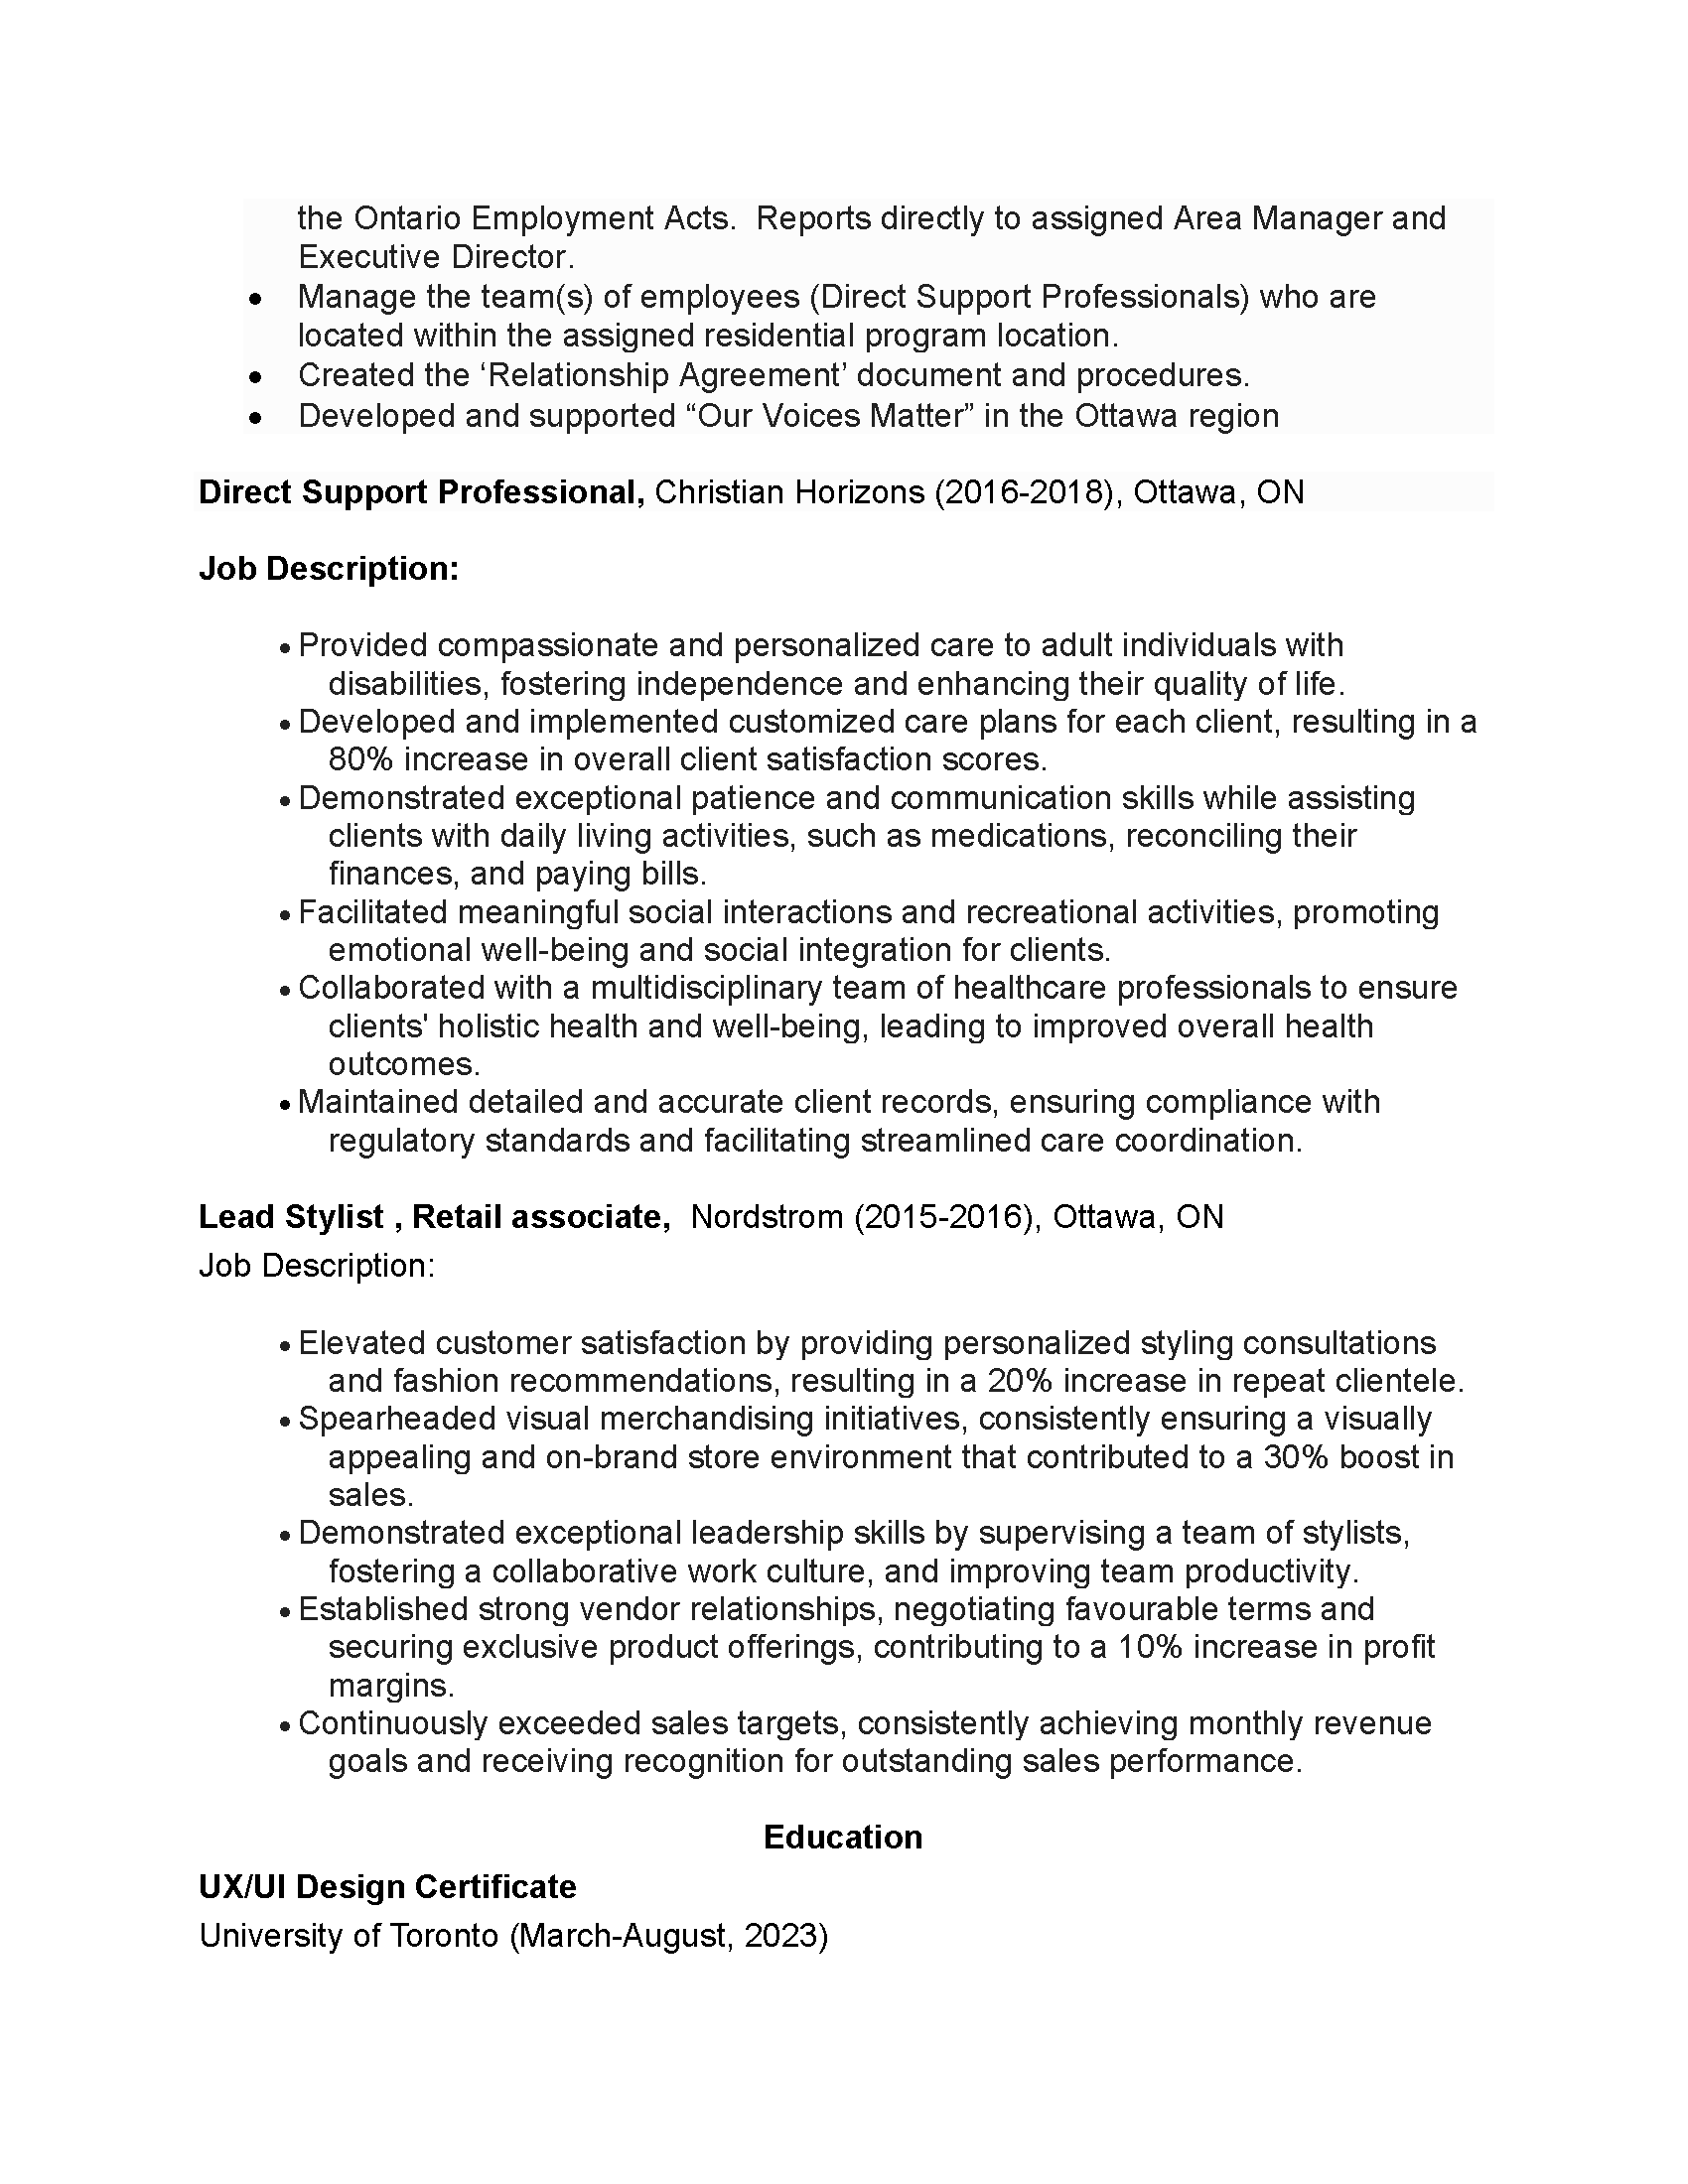 the Ontario Employment Acts.  Reports directly to assigned Area Manager and
Executive Director.
• Manage the team(s) of employees (Direct Support Professionals) who are
located within the assigned residential program location.
• Created the ‘Relationship Agreement’ document and procedures.
• Developed and supported “Our Voices Matter” in the Ottawa region
Direct Support Professional, Christian Horizons (2016-2018), Ottawa, ON
Job Description:
• Provided compassionate and personalized care to adult individuals with
disabilities, fostering independence and enhancing their quality of life.
• Developed and implemented customized care plans for each client, resulting in a
80% increase in overall client satisfaction scores.
• Demonstrated exceptional patience and communication skills while assisting
clients with daily living activities, such as medications, reconciling their
finances, and paying bills.
• Facilitated meaningful social interactions and recreational activities, promoting
emotional well-being and social integration for clients.
• Collaborated with a multidisciplinary team of healthcare professionals to ensure
clients' holistic health and well-being, leading to improved overall health
outcomes.
• Maintained detailed and accurate client records, ensuring compliance with
regulatory standards and facilitating streamlined care coordination.
Lead Stylist , Retail associate,  Nordstrom (2015-2016), Ottawa, ON
Job Description:
• Elevated customer satisfaction by providing personalized styling consultations
and fashion recommendations, resulting in a 20% increase in repeat clientele.
• Spearheaded visual merchandising initiatives, consistently ensuring a visually
appealing and on-brand store environment that contributed to a 30% boost in
sales.
• Demonstrated exceptional leadership skills by supervising a team of stylists,
fostering a collaborative work culture, and improving team productivity.
• Established strong vendor relationships, negotiating favourable terms and
securing exclusive product offerings, contributing to a 10% increase in profit
margins.
• Continuously exceeded sales targets, consistently achieving monthly revenue
goals and receiving recognition for outstanding sales performance.
Education
UX/UI Design Certificate
University of Toronto (March-August, 2023)